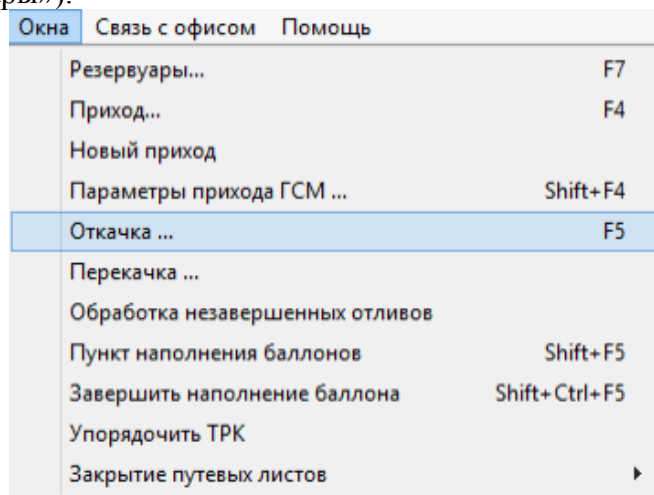 ры»).
Окна Связь с офисом Помощь
Резервуары... F7
Приход... F4
Новый приход
Параметры прихода ГСМ ... Shift+F4
Откачка ... F5
Перекачка ...
Обработка незавершенных отливов
Пункт наполнения баллонов Shift+F5
Завершить наполнение баллона Shift+Ctrl+F5
Упорядочить ТРК
Закрытие путевых листов